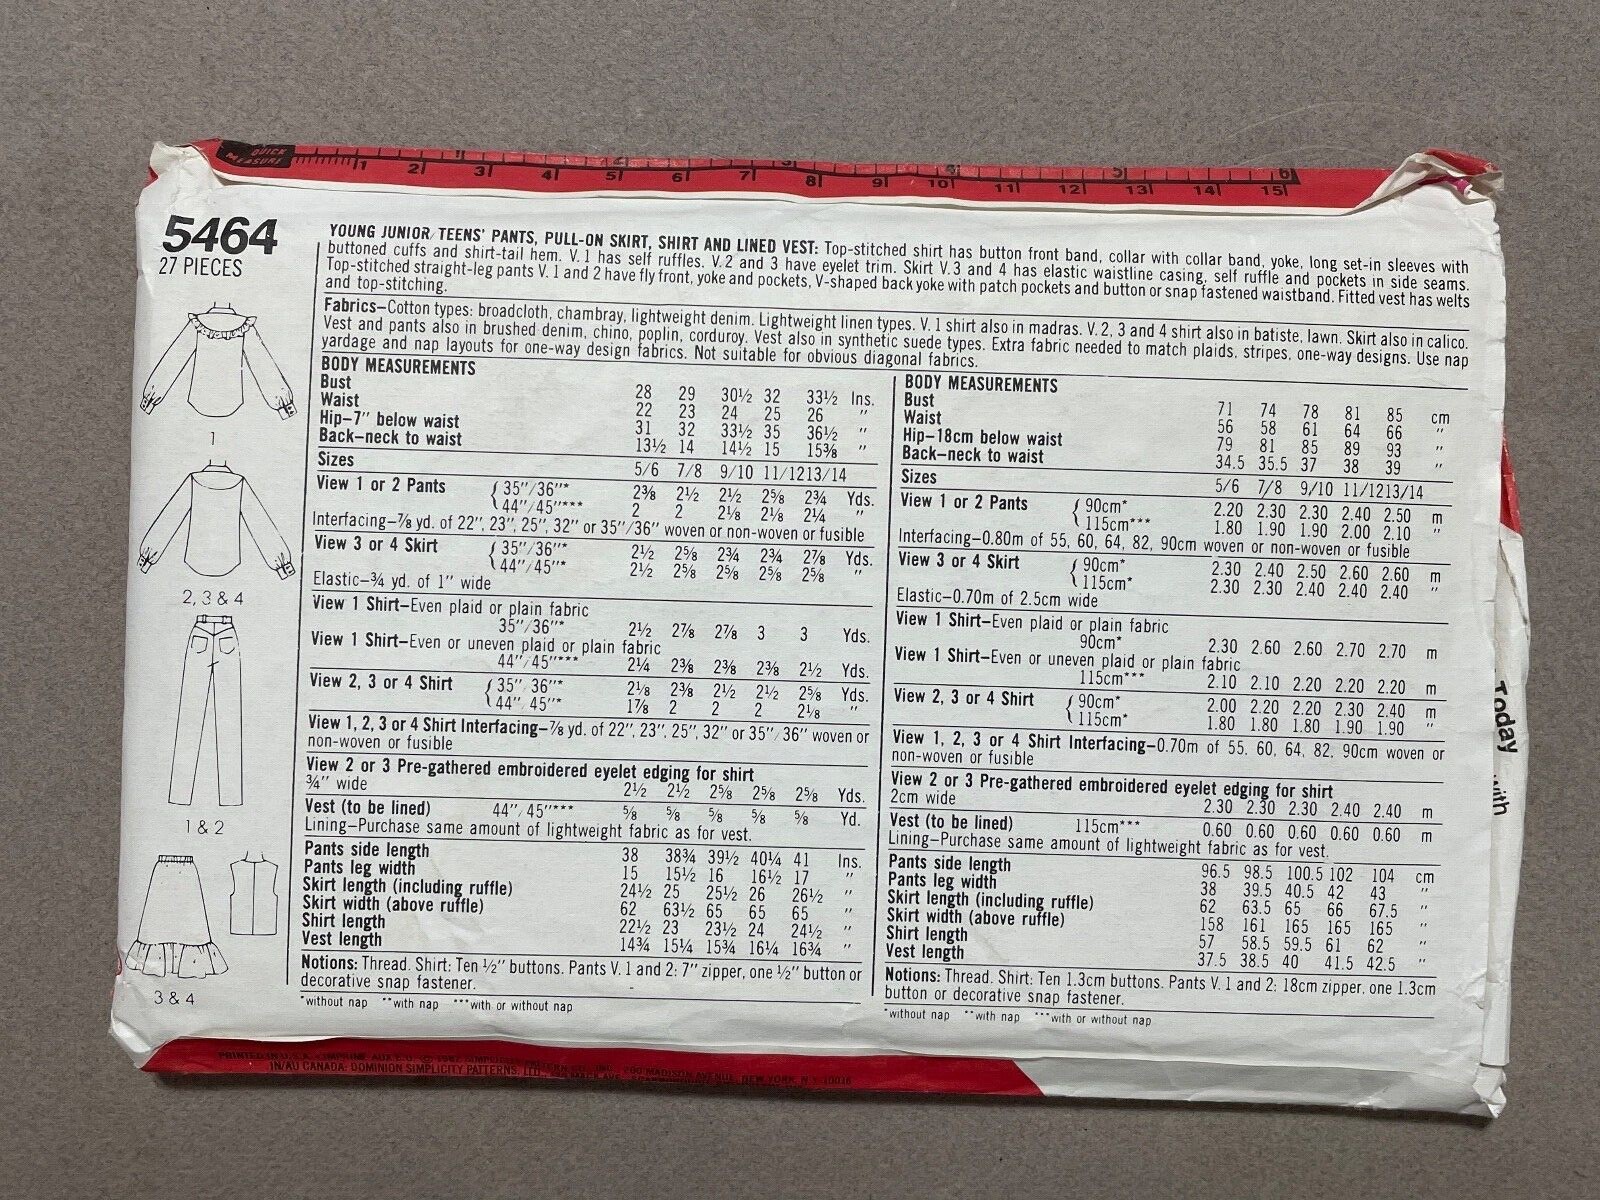 QUICK
MEASURE
1 2 3 4 5 6
1 2 3 4 5 6 7 8 9 10 11 12 13 14 15
5464
27 PIECES
YOUNG JUNIOR/TEENS' PANTS, PULL-ON SKIRT, SHIRT AND LINED VEST: Top-stitched shirt has button front band, collar with collar band, yoke, long set-in sleeves with
buttoned cuffs and shirt-tail hem. V.1 has self ruffles. V.2 and 3 have eyelet trim. Skirt V.3 and 4 has elastic waistline casing, self ruffle and pockets in side seams.
Top-stitched straight-leg pants V. 1 and 2 have fly front, yoke and pockets, V-shaped back yoke with patch pockets and button or snap fastened waistband. Fitted vest has welts
and top-stitching.
Fabrics–Cotton types: broadcloth, chambray, lightweight denim. Lightweight linen types. V.1 shirt also in madras. V.2, 3 and 4 shirt also in batiste, lawn. Skirt also in calico.
Vest and pants also in brushed denim, chino, poplin, corduroy. Vest also in synthetic suede types. Extra fabric needed to match plaids, stripes, one-way designs. Use nap
yardage and nap layouts for one-way design fabrics. Not suitable for obvious diagonal fabrics.
BODY MEASUREMENTS
Bust 28 29 30½ 32 33½ Ins.
Waist 22 23 24 25 26 ″
Hip–7″ below waist 31 32 33½ 35 36½ ″
Back–neck to waist 13½ 14 14½ 15 15⅜ ″
Sizes 5/6 7/8 9/10 11/12 13/14
View 1 or 2 Pants { 35″/36″* 2⅜ 2½ 2½ 2⅝ 2¾ Yds.
44″/45″*** 2 2 2⅛ 2⅛ 2¼ ″
Interfacing–⅞ yd. of 22″, 23″, 25″, 32″ or 35″/36″ woven or non-woven or fusible
View 3 or 4 Skirt { 35″/36″* 2½ 2⅝ 2¾ 2¾ 2⅞ Yds.
44″/45″* 2½ 2⅝ 2⅝ 2⅝ 2⅝ ″
Elastic–¾ yd. of 1″ wide
View 1 Shirt–Even plaid or plain fabric
35″/36″* 2½ 2⅞ 2⅞ 3 3 Yds.
View 1 Shirt–Even or uneven plaid or plain fabric
44″/45″*** 2¼ 2⅜ 2⅜ 2⅜ 2½ Yds.
View 2, 3 or 4 Shirt { 35″/36″* 2⅛ 2⅜ 2½ 2½ 2⅝ Yds.
44″/45″* 1⅞ 2 2 2 2⅛ ″
View 1, 2, 3 or 4 Shirt Interfacing–⅞ yd. of 22″, 23″, 25″, 32″ or 35″/36″ woven or
non-woven or fusible
View 2 or 3 Pre-gathered embroidered eyelet edging for shirt
¾″ wide 2½ 2½ 2⅝ 2⅝ 2⅝ Yds.
Vest (to be lined) 44″/45″*** ⅝ ⅝ ⅝ ⅝ ⅝ Yd.
Lining–Purchase same amount of lightweight fabric as for vest.
Pants side length 38 38¾ 39½ 40¼ 41 Ins.
Pants leg width 15 15½ 16 16½ 17 ″
Skirt length (including ruffle) 24½ 25 25½ 26 26½ ″
Skirt width (above ruffle) 62 63½ 65 65 65 ″
Shirt length 22½ 23 23½ 24 24½ ″
Vest length 14¾ 15¼ 15¾ 16¼ 16¾ ″
Notions: Thread. Shirt: Ten ½″ buttons. Pants V. 1 and 2: 7″ zipper, one ½″ button or
decorative snap fastener.
*without nap **with nap ***with or without nap
BODY MEASUREMENTS
Bust 71 74 78 81 85 cm
Waist 56 58 61 64 66 ″
Hip–18cm below waist 79 81 85 89 93 ″
Back–neck to waist 34.5 35.5 37 38 39 ″
Sizes 5/6 7/8 9/10 11/12 13/14
View 1 or 2 Pants { 90cm* 2.20 2.30 2.30 2.40 2.50 m
115cm*** 1.80 1.90 1.90 2.00 2.10 ″
Interfacing–0.80m of 55, 60, 64, 82, 90cm woven or non-woven or fusible
View 3 or 4 Skirt { 90cm* 2.30 2.40 2.50 2.60 2.60 m
115cm* 2.30 2.30 2.40 2.40 2.40 ″
Elastic–0.70m of 2.5cm wide
View 1 Shirt–Even plaid or plain fabric
90cm* 2.30 2.60 2.60 2.70 2.70 m
View 1 Shirt–Even or uneven plaid or plain fabric
115cm*** 2.10 2.10 2.20 2.20 2.20 m
View 2, 3 or 4 Shirt { 90cm* 2.00 2.20 2.20 2.30 2.40 m
115cm* 1.80 1.80 1.80 1.90 1.90 ″
View 1, 2, 3 or 4 Shirt Interfacing–0.70m of 55, 60, 64, 82, 90cm woven or
non-woven or fusible
View 2 or 3 Pre-gathered embroidered eyelet edging for shirt
2cm wide 2.30 2.30 2.30 2.40 2.40 m
Vest (to be lined) 115cm*** 0.60 0.60 0.60 0.60 0.60 m
Lining–Purchase same amount of lightweight fabric as for vest.
Pants side length 96.5 98.5 100.5 102 104 cm
Pants leg width 38 39.5 40.5 42 43 ″
Skirt length (including ruffle) 62 63.5 65 66 67.5 ″
Skirt width (above ruffle) 158 161 165 165 165 ″
Shirt length 57 58.5 59.5 61 62 ″
Vest length 37.5 38.5 40 41.5 42.5 ″
Notions: Thread. Shirt: Ten 1.3cm buttons. Pants V. 1 and 2: 18cm zipper, one 1.3cm
button or decorative snap fastener.
*without nap **with nap ***with or without nap
1
2, 3 & 4
1 & 2
3 & 4
Today
with
PRINTED IN U.S.A. • IMPRIMÉ AUX É.U. © 1982 SIMPLICITY PATTERN CO. INC. 200 MADISON AVENUE, NEW YORK, N.Y. 10016
IN/AU CANADA: DOMINION SIMPLICITY PATTERNS, LTD.